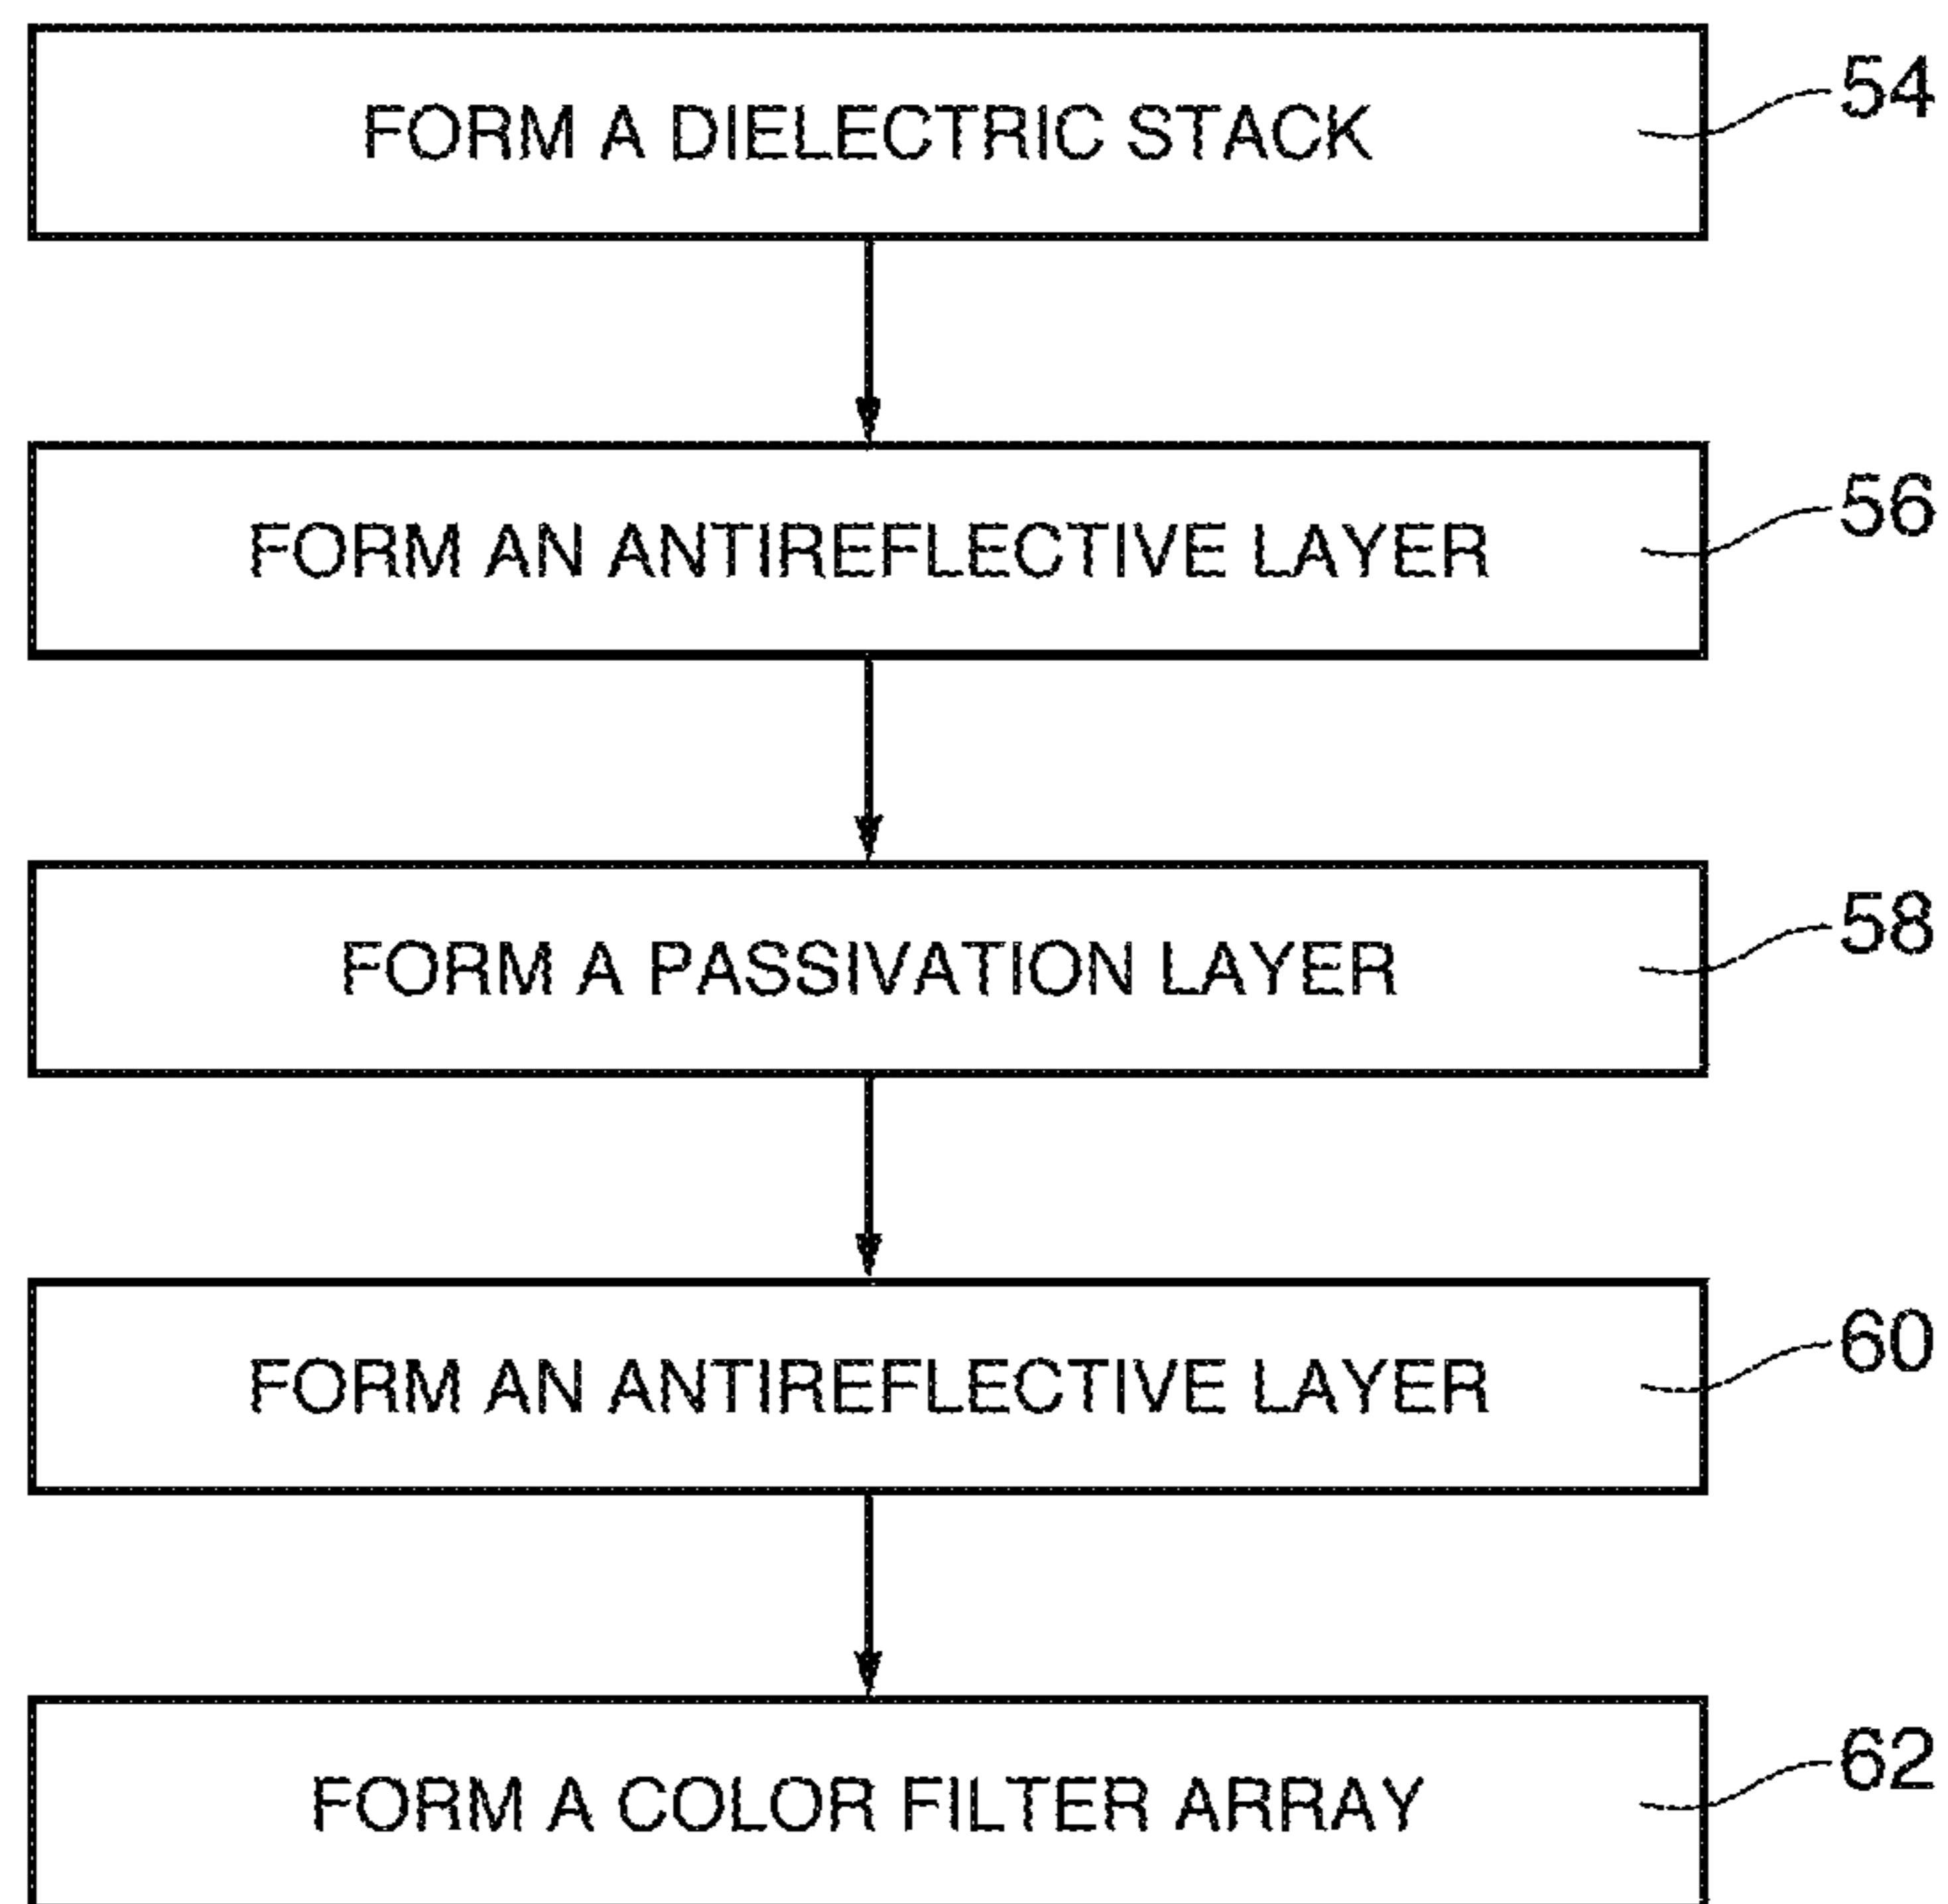 FORM A DIELECTRIC STACK
54
FORM AN ANTIREFLECTIVE LAYER
56
FORM A PASSIVATION LAYER
58
FORM AN ANTIREFLECTIVE LAYER
60
FORM A COLOR FILTER ARRAY
62